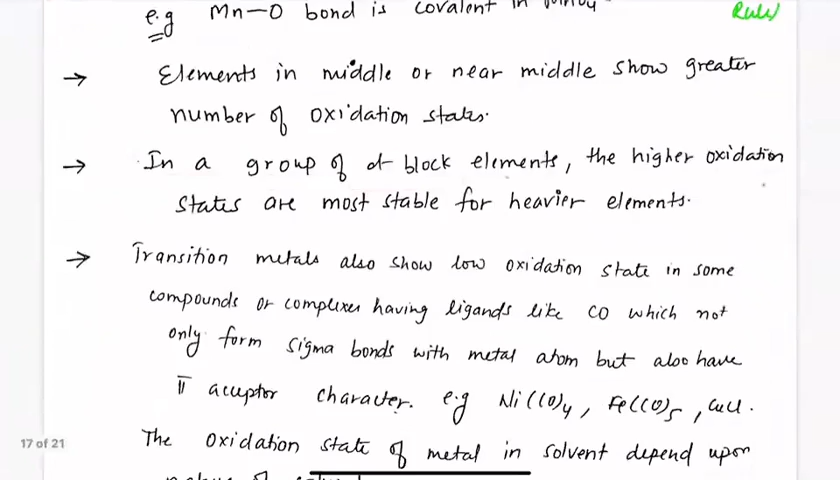 e.g Mn—O bond is covalent in
Rule
→ Elements in middle or near middle show greater
number of oxidation states.
→ In a group of d block elements, the higher oxidation
states are most stable for heavier elements.
→ Transition metals also show low oxidation state in some
compounds or complexes having ligands like CO which not
only form sigma bonds with metal atom but also have
π acceptor character. e.g Ni(CO)4, Fe(CO)5, CuCl.
17 of 21
The oxidation state of metal in solvent depend upon